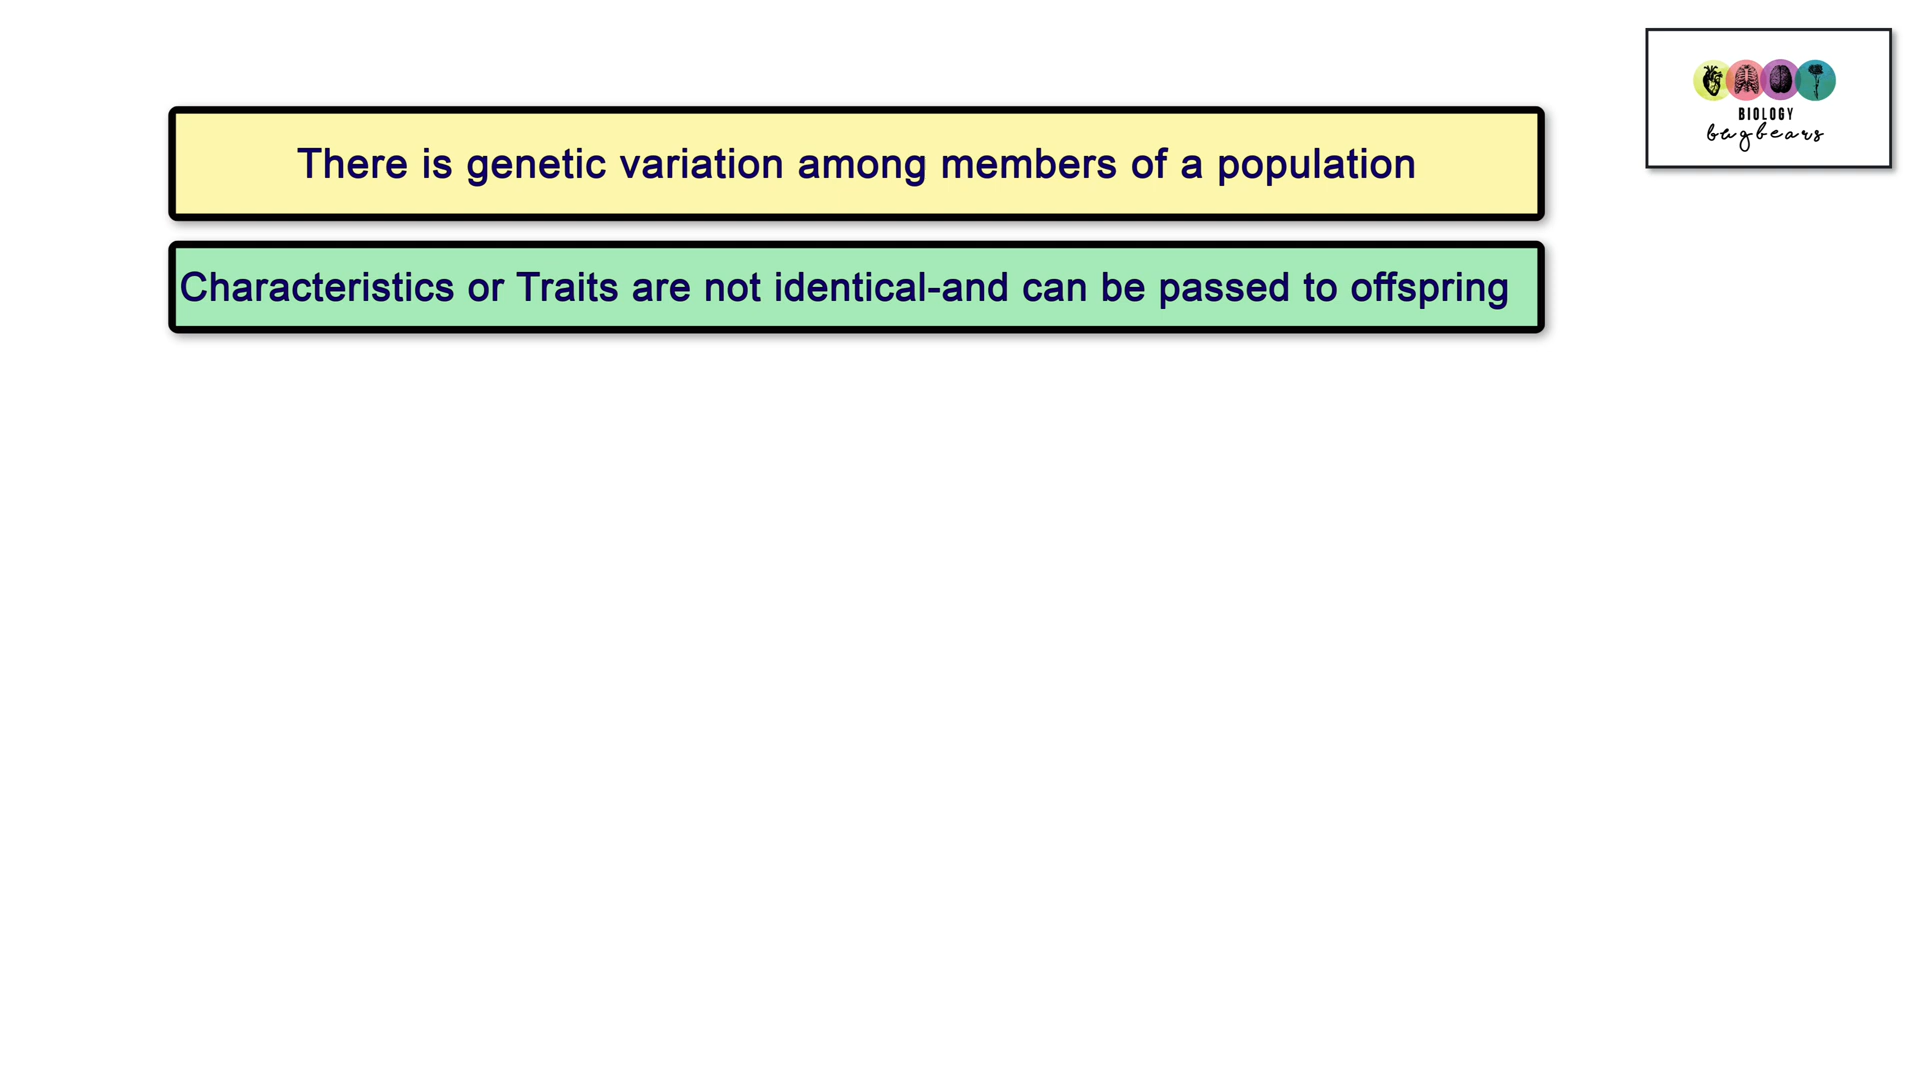 There is genetic variation among members of a population
Characteristics or Traits are not identical-and can be passed to offspring
BIOLOGY
bugbears